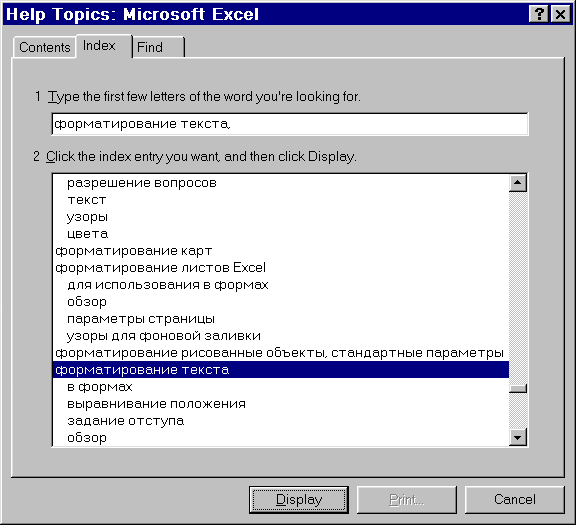 Help Topics: Microsoft Excel
Contents Index Find
1 Type the first few letters of the word you're looking for.
форматирование текста,
2 Click the index entry you want, and then click Display.
разрешение вопросов
текст
узоры
цвета
форматирование карт
форматирование листов Excel
для использования в формах
обзор
параметры страницы
узоры для фоновой заливки
форматирование рисованные объекты, стандартные параметры
форматирование текста
в формах
выравнивание положения
задание отступа
обзор
Display Print... Cancel